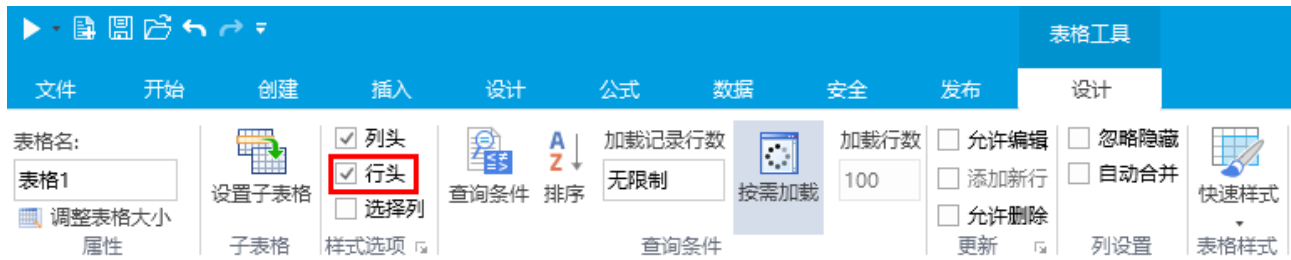 表格工具
文件 开始 创建 插入 设计 公式 数据 安全 发布 设计
表格名:
表格1
调整表格大小
属性
设置子表格
子表格
列头
行头
选择列
样式选项
查询条件
A
Z
排序
加载记录行数
无限制
按需加载
加载行数
100
查询条件
允许编辑
添加新行
允许删除
更新
忽略隐藏
自动合并
列设置
快速样式
表格样式